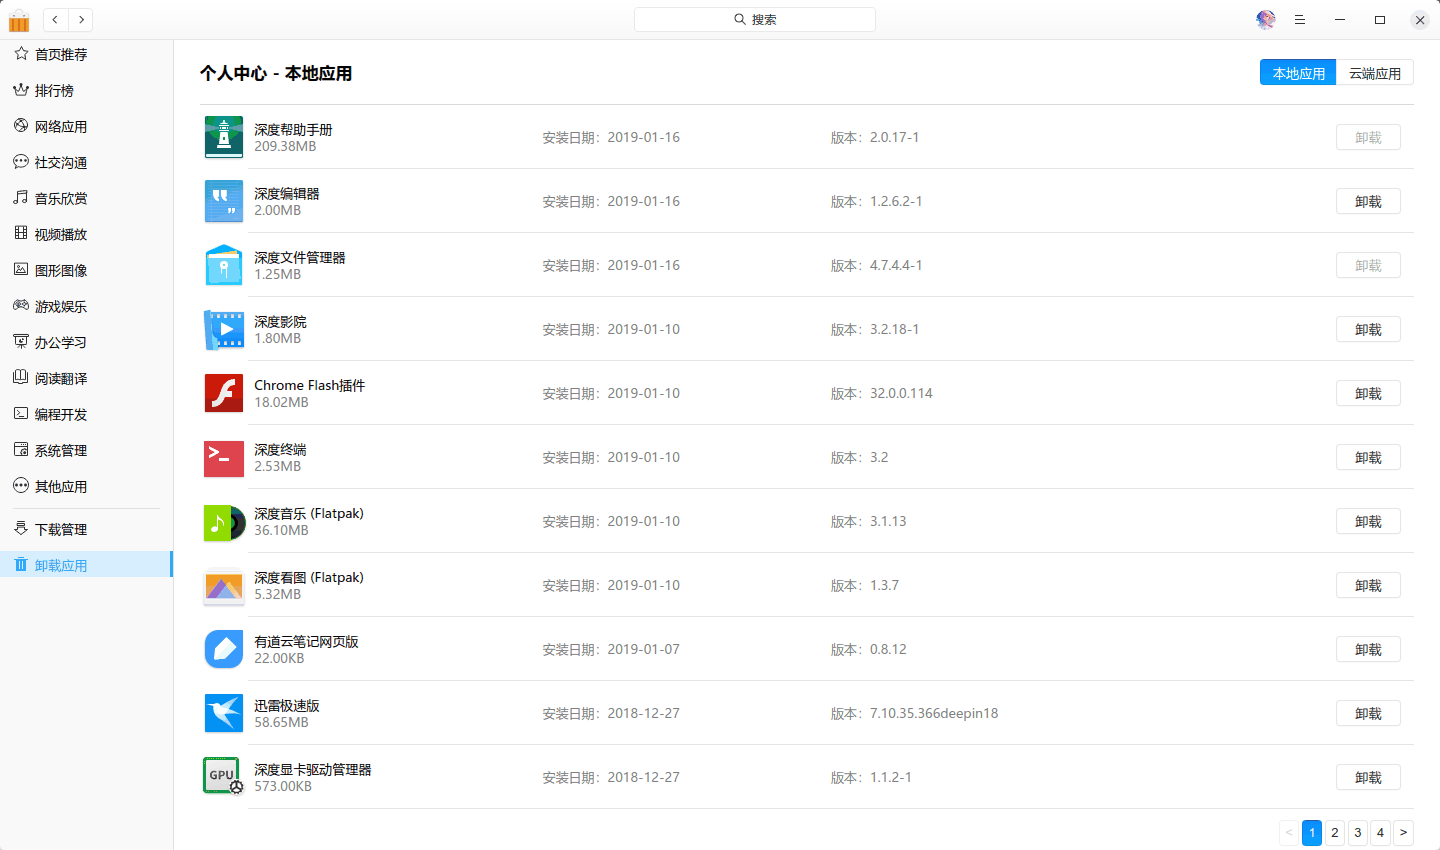 搜索
首页推荐
排行榜
网络应用
社交沟通
音乐欣赏
视频播放
图形图像
游戏娱乐
办公学习
阅读翻译
编程开发
系统管理
其他应用
下载管理
卸载应用
个人中心 - 本地应用
本地应用 云端应用
深度帮助手册
209.38MB
安装日期：2019-01-16
版本：2.0.17-1
卸载
深度编辑器
2.00MB
安装日期：2019-01-16
版本：1.2.6.2-1
卸载
深度文件管理器
1.25MB
安装日期：2019-01-16
版本：4.7.4.4-1
卸载
深度影院
1.80MB
安装日期：2019-01-10
版本：3.2.18-1
卸载
Chrome Flash插件
18.02MB
安装日期：2019-01-10
版本：32.0.0.114
卸载
深度终端
2.53MB
安装日期：2019-01-10
版本：3.2
卸载
深度音乐 (Flatpak)
36.10MB
安装日期：2019-01-10
版本：3.1.13
卸载
深度看图 (Flatpak)
5.32MB
安装日期：2019-01-10
版本：1.3.7
卸载
有道云笔记网页版
22.00KB
安装日期：2019-01-07
版本：0.8.12
卸载
迅雷极速版
58.65MB
安装日期：2018-12-27
版本：7.10.35.366deepin18
卸载
GPU
深度显卡驱动管理器
573.00KB
安装日期：2018-12-27
版本：1.1.2-1
卸载
< 1 2 3 4 >